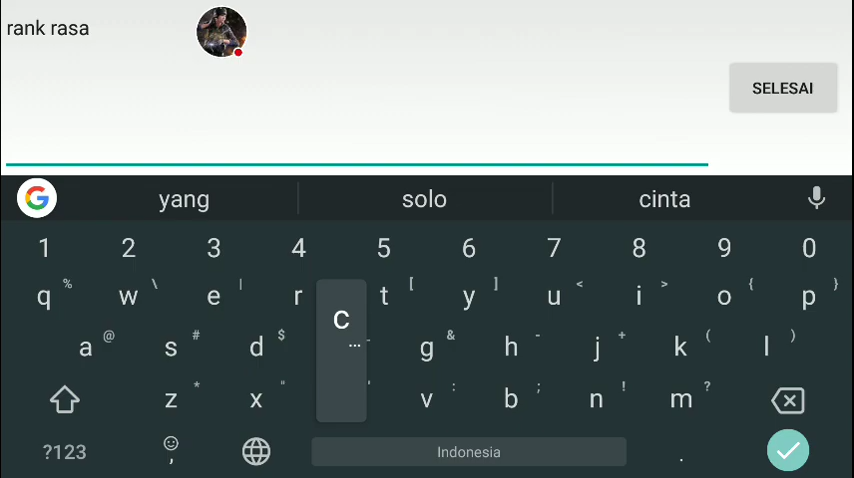 rank rasa
SELESAI
yang solo cinta
1 2 3 4 5 6 7 8 9 0
q % w \ e | r t [ y ] u < i > o { p }
a @ s # d $ g & h - j + k ( l )
c ...
z * x " ' v : b ; n ! m ?
?123 , Indonesia .